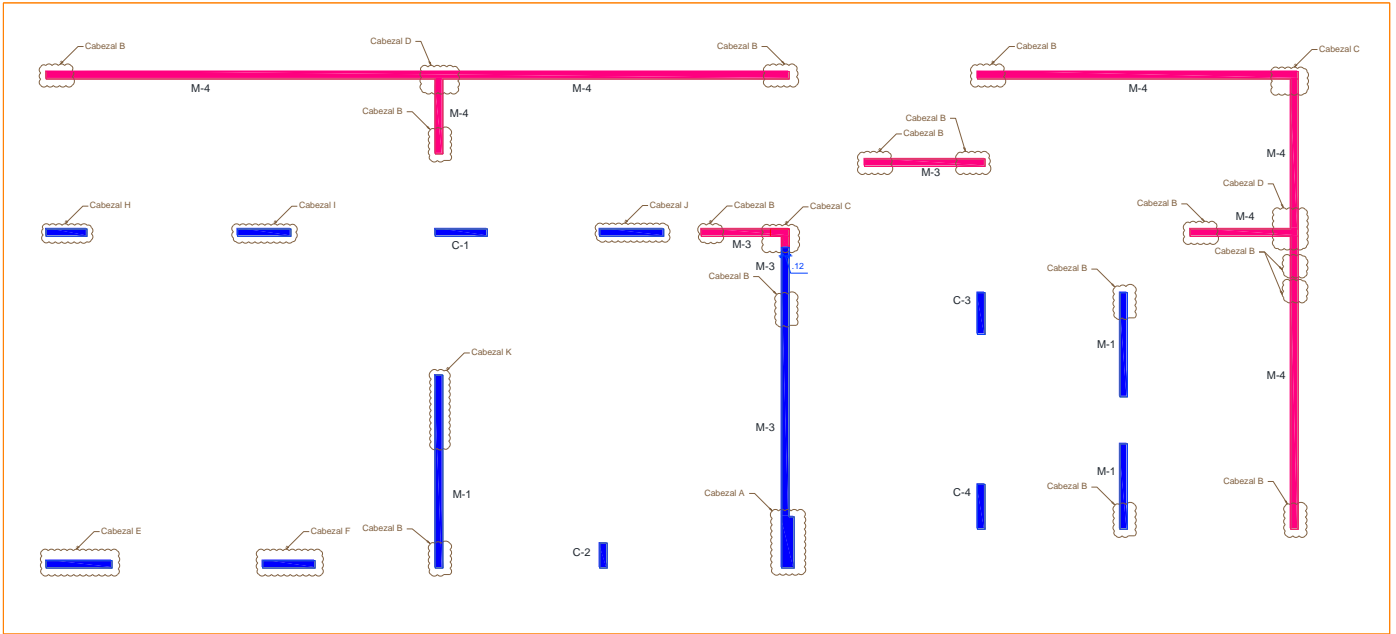 Cabezal B
Cabezal D
Cabezal B
Cabezal B
Cabezal C
M-4
M-4
M-4
Cabezal B
M-4
Cabezal B
Cabezal B
M-3
M-4
Cabezal H
Cabezal I
Cabezal J
Cabezal B
Cabezal C
Cabezal D
Cabezal B
M-4
C-1
M-3
M-3
.12
Cabezal B
Cabezal B
Cabezal B
C-3
M-1
Cabezal K
M-4
M-3
M-1
Cabezal A
C-4
M-1
Cabezal B
Cabezal B
Cabezal E
Cabezal F
Cabezal B
C-2